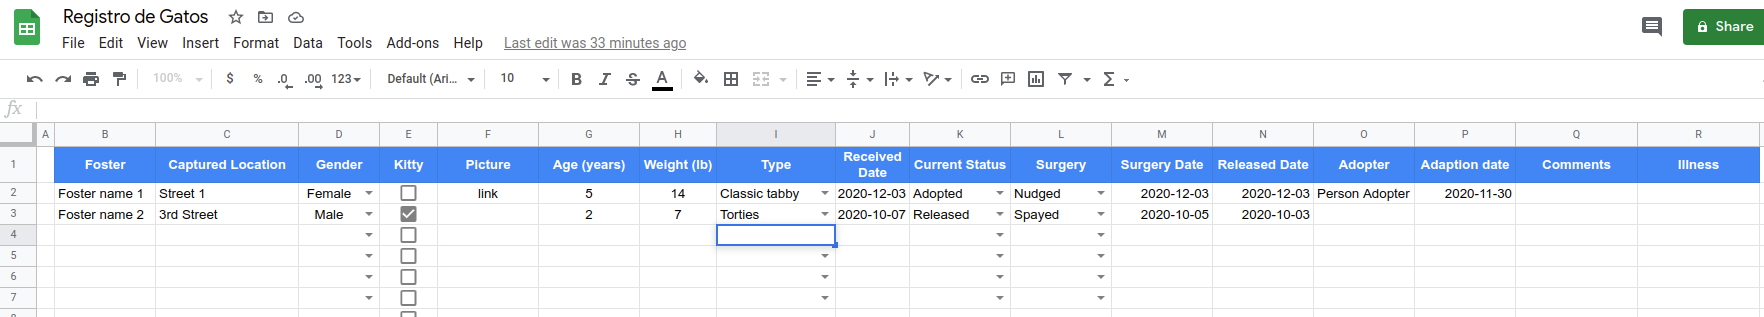 Registro de Gatos
File Edit View Insert Format Data Tools Add-ons Help Last edit was 33 minutes ago
Share
100% $ % .0 .00 123 Default (Ari... 10 B I S A
fx
A B C D E F G H I J K L M N O P Q R
1 Foster Captured Location Gender Kitty Picture Age (years) Weight (lb) Type Received Date Current Status Surgery Surgery Date Released Date Adopter Adaption date Comments Illness
2 Foster name 1 Street 1 Female link 5 14 Classic tabby 2020-12-03 Adopted Nudged 2020-12-03 2020-12-03 Person Adopter 2020-11-30
3 Foster name 2 3rd Street Male 2 7 Torties 2020-10-07 Released Spayed 2020-10-05 2020-10-03
4
5
6
7